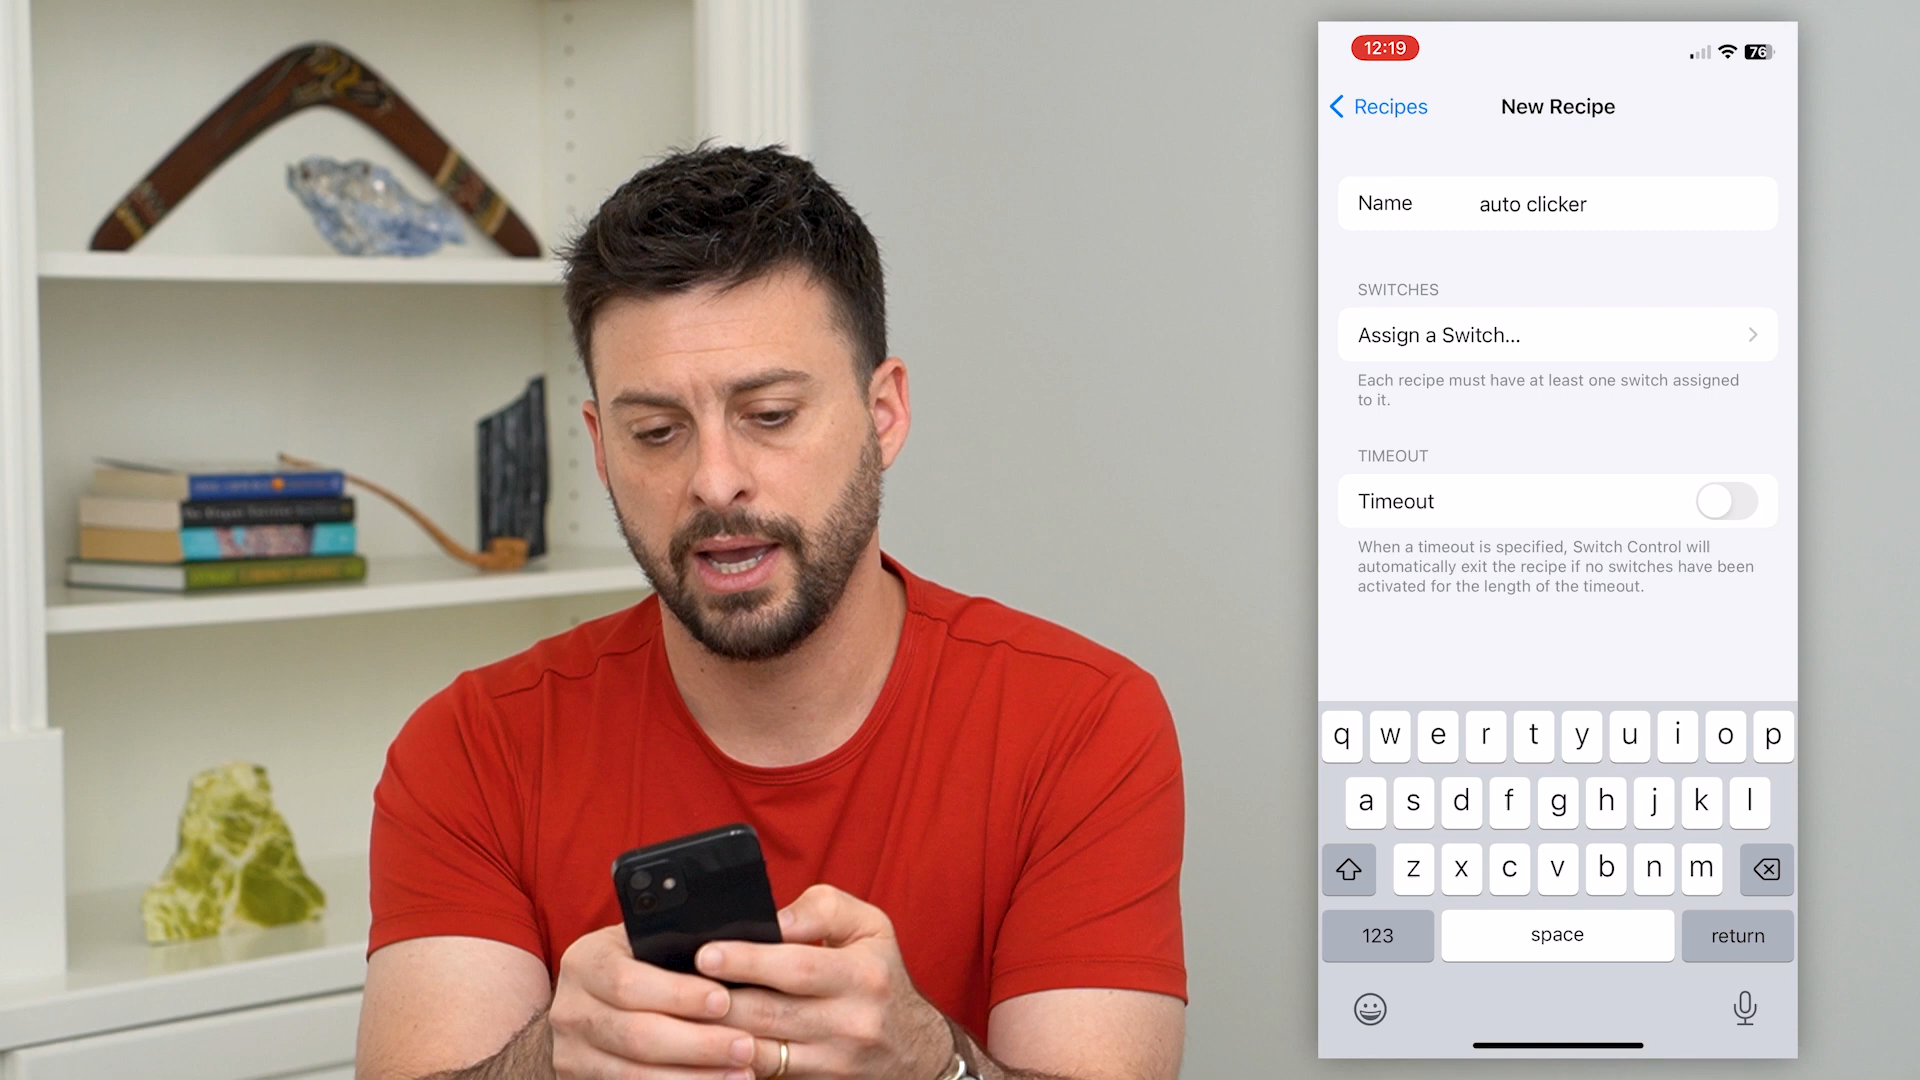 12:19
76
Recipes
New Recipe
Name auto clicker
SWITCHES
Assign a Switch...
Each recipe must have at least one switch assigned
to it.
TIMEOUT
Timeout
When a timeout is specified, Switch Control will
automatically exit the recipe if no switches have been
activated for the length of the timeout.
q w e r t y u i o p
a s d f g h j k l
z x c v b n m
123 space return